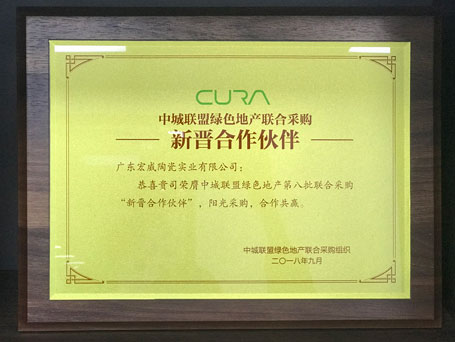 CURA
中城联盟绿色地产联合采购
新晋合作伙伴
广东宏威陶瓷实业有限公司：
恭喜贵司荣膺中城联盟绿色地产第八批联合采购
“新晋合作伙伴”，阳光采购，合作共赢。
中城联盟绿色地产联合采购组织
二〇一八年九月